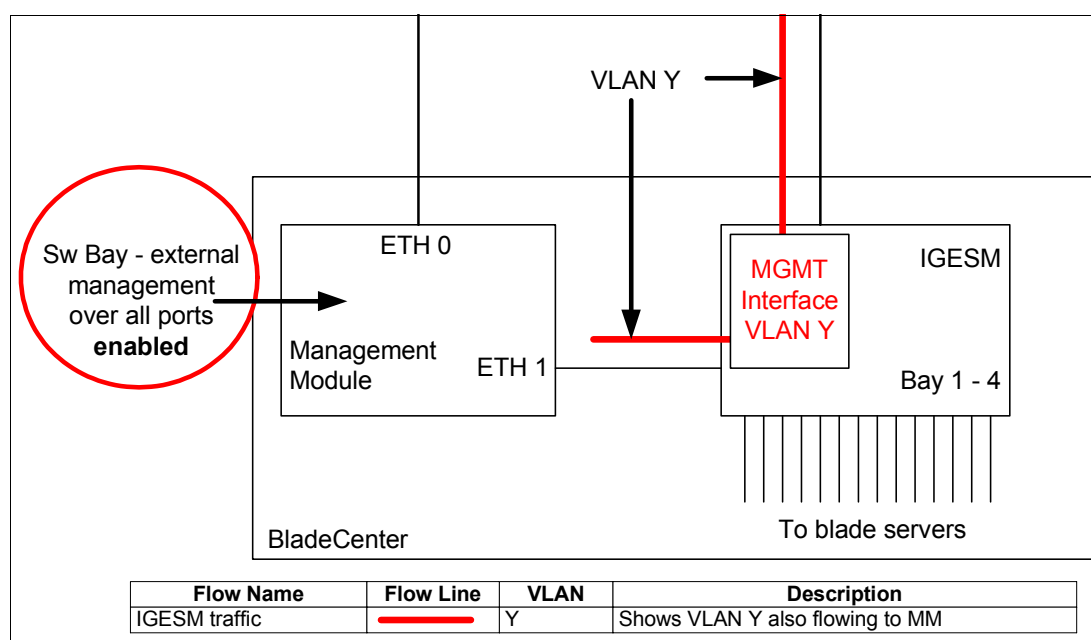 VLAN Y
Sw Bay - external
management
over all ports
enabled
ETH 0
Management
Module
ETH 1
MGMT
Interface
VLAN Y
IGESM
Bay 1 - 4
To blade servers
BladeCenter
Flow Name Flow Line VLAN Description
IGESM traffic Y Shows VLAN Y also flowing to MM